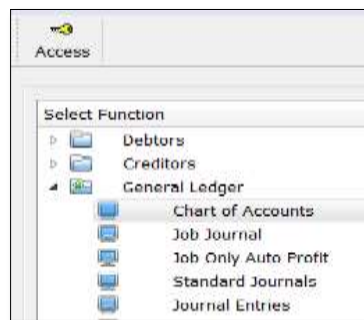 Access
Select Function
Debtors
Creditors
General Ledger
Chart of Accounts
Job Journal
Job Only Auto Profit
Standard Journals
Journal Entries